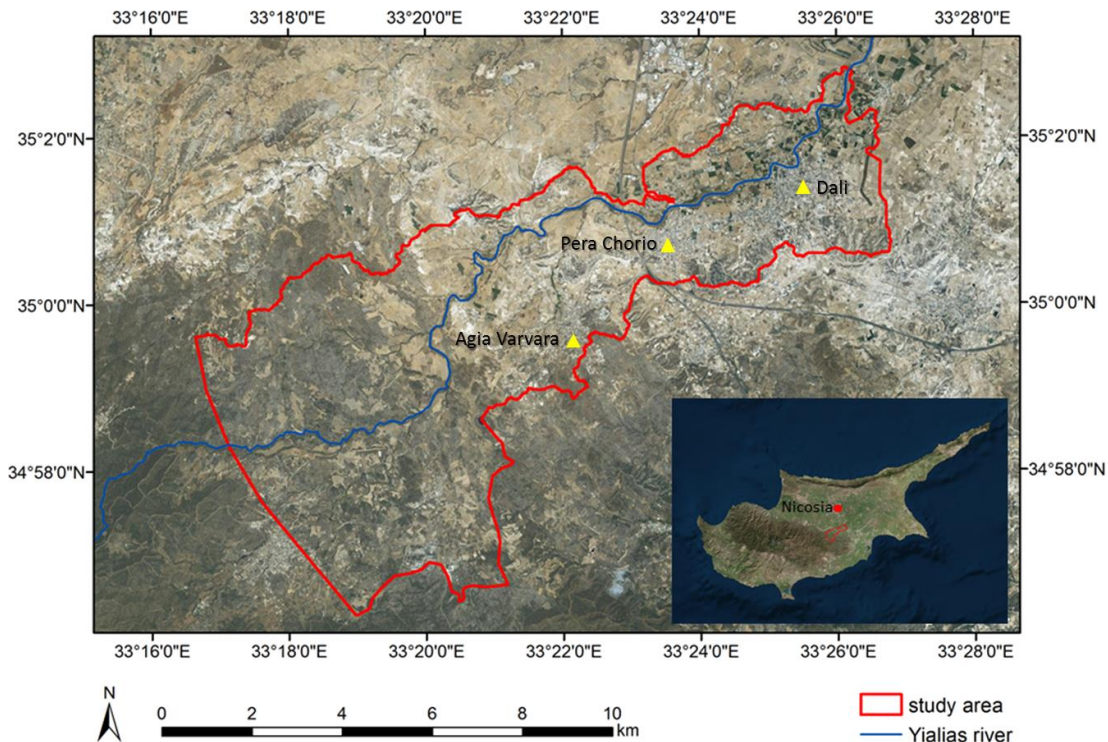 33°16'0"E 33°18'0"E 33°20'0"E 33°22'0"E 33°24'0"E 33°26'0"E 33°28'0"E
35°2'0"N 35°2'0"N
Dali
Pera Chorio
35°0'0"N 35°0'0"N
Agia Varvara
34°58'0"N 34°58'0"N
Nicosia
33°16'0"E 33°18'0"E 33°20'0"E 33°22'0"E 33°24'0"E 33°26'0"E 33°28'0"E
N
0 2 4 6 8 10
km
study area
Yialias river